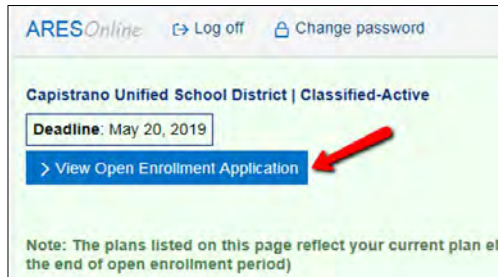 ARESOnline Log off Change password
Capistrano Unified School District | Classified-Active
Deadline: May 20, 2019
> View Open Enrollment Application
Note: The plans listed on this page reflect your current plan el
the end of open enrollment period)